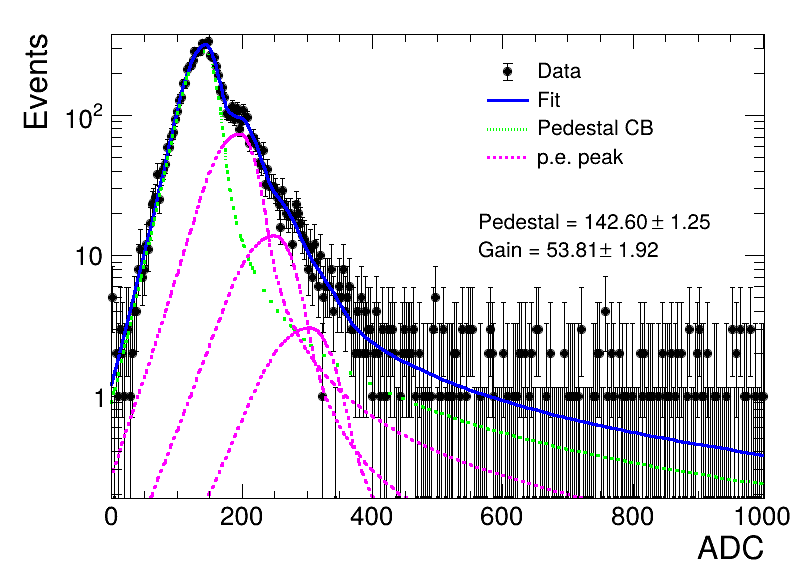 Events
10²
10
1
Data
Fit
Pedestal CB
p.e. peak
Pedestal = 142.60 ± 1.25
Gain = 53.81 ± 1.92
0 200 400 600 800 1000
ADC